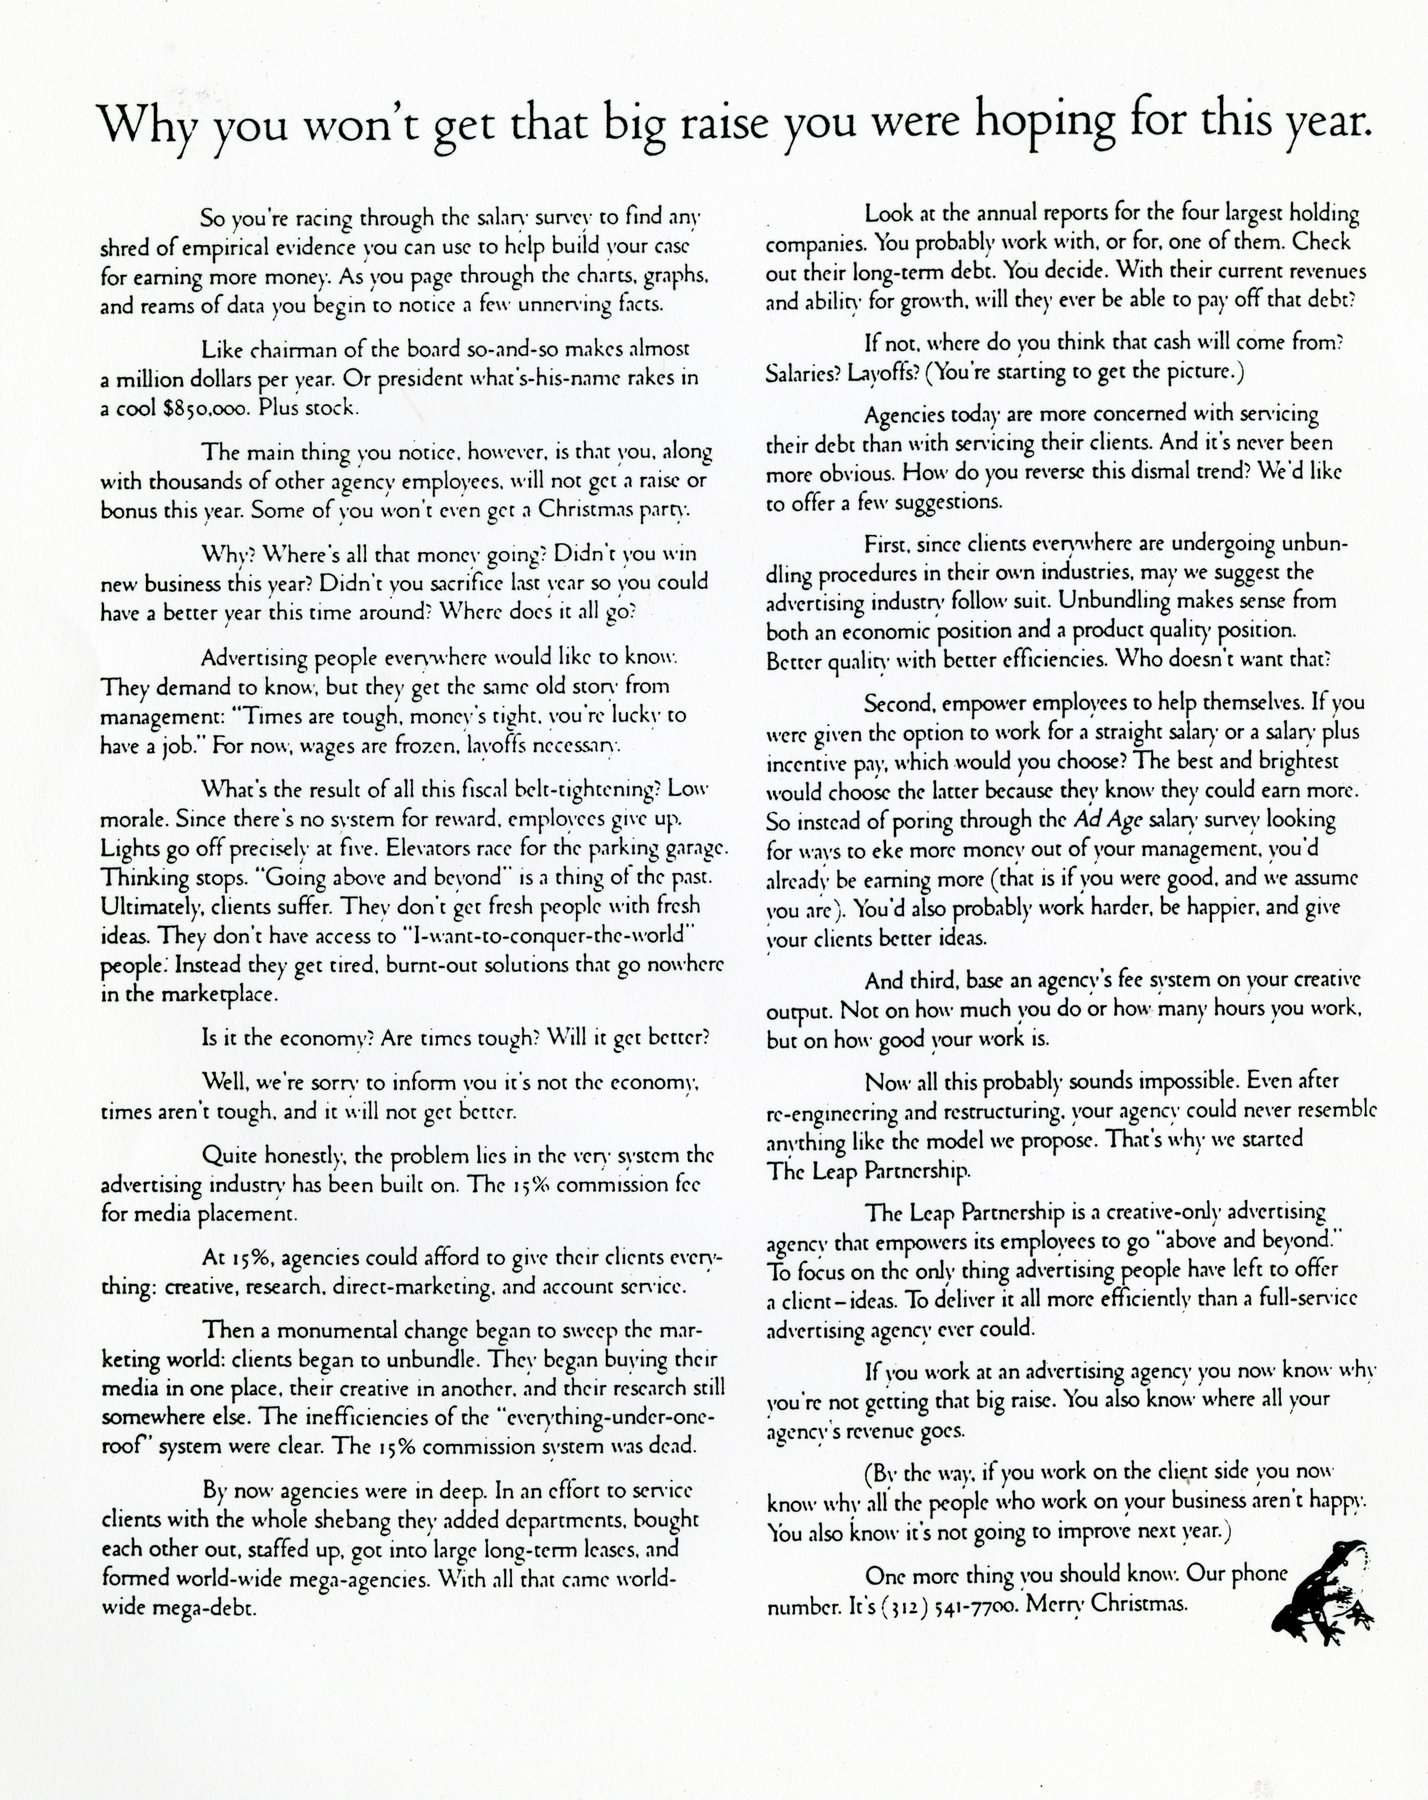 Why you won't get that big raise you were hoping for this year.
So you're racing through the salary survey to find any
shred of empirical evidence you can use to help build your case
for earning more money. As you page through the charts, graphs,
and reams of data you begin to notice a few unnerving facts.
Like chairman of the board so-and-so makes almost
a million dollars per year. Or president what's-his-name rakes in
a cool $850,000. Plus stock.
The main thing you notice, however, is that you, along
with thousands of other agency employees, will not get a raise or
bonus this year. Some of you won't even get a Christmas party.
Why? Where's all that money going? Didn't you win
new business this year? Didn't you sacrifice last year so you could
have a better year this time around? Where does it all go?
Advertising people everywhere would like to know.
They demand to know, but they get the same old story from
management: "Times are tough, money's tight, you're lucky to
have a job." For now, wages are frozen, layoffs necessary.
What's the result of all this fiscal belt-tightening? Low
morale. Since there's no system for reward, employees give up.
Lights go off precisely at five. Elevators race for the parking garage.
Thinking stops. "Going above and beyond" is a thing of the past.
Ultimately, clients suffer. They don't get fresh people with fresh
ideas. They don't have access to "I-want-to-conquer-the-world"
people. Instead they get tired, burnt-out solutions that go nowhere
in the marketplace.
Is it the economy? Are times tough? Will it get better?
Well, we're sorry to inform you it's not the economy,
times aren't tough, and it will not get better.
Quite honestly, the problem lies in the very system the
advertising industry has been built on. The 15% commission fee
for media placement.
At 15%, agencies could afford to give their clients every-
thing: creative, research, direct-marketing, and account service.
Then a monumental change began to sweep the mar-
keting world: clients began to unbundle. They began buying their
media in one place, their creative in another, and their research still
somewhere else. The inefficiencies of the "everything-under-one-
roof" system were clear. The 15% commission system was dead.
By now agencies were in deep. In an effort to service
clients with the whole shebang they added departments, bought
each other out, staffed up, got into large long-term leases, and
formed world-wide mega-agencies. With all that came world-
wide mega-debt.
Look at the annual reports for the four largest holding
companies. You probably work with, or for, one of them. Check
out their long-term debt. You decide. With their current revenues
and ability for growth, will they ever be able to pay off that debt?
If not, where do you think that cash will come from?
Salaries? Layoffs? (You're starting to get the picture.)
Agencies today are more concerned with servicing
their debt than with servicing their clients. And it's never been
more obvious. How do you reverse this dismal trend? We'd like
to offer a few suggestions.
First, since clients everywhere are undergoing unbun-
dling procedures in their own industries, may we suggest the
advertising industry follow suit. Unbundling makes sense from
both an economic position and a product quality position.
Better quality with better efficiencies. Who doesn't want that?
Second, empower employees to help themselves. If you
were given the option to work for a straight salary or a salary plus
incentive pay, which would you choose? The best and brightest
would choose the latter because they know they could earn more.
So instead of poring through the Ad Age salary survey looking
for ways to eke more money out of your management, you'd
already be earning more (that is if you were good, and we assume
you are). You'd also probably work harder, be happier, and give
your clients better ideas.
And third, base an agency's fee system on your creative
output. Not on how much you do or how many hours you work,
but on how good your work is.
Now all this probably sounds impossible. Even after
re-engineering and restructuring, your agency could never resemble
anything like the model we propose. That's why we started
The Leap Partnership.
The Leap Partnership is a creative-only advertising
agency that empowers its employees to go "above and beyond."
To focus on the only thing advertising people have left to offer
a client–ideas. To deliver it all more efficiently than a full-service
advertising agency ever could.
If you work at an advertising agency you now know why
you're not getting that big raise. You also know where all your
agency's revenue goes.
(By the way, if you work on the client side you now
know why all the people who work on your business aren't happy.
You also know it's not going to improve next year.)
One more thing you should know. Our phone
number. It's (312) 541-7700. Merry Christmas.